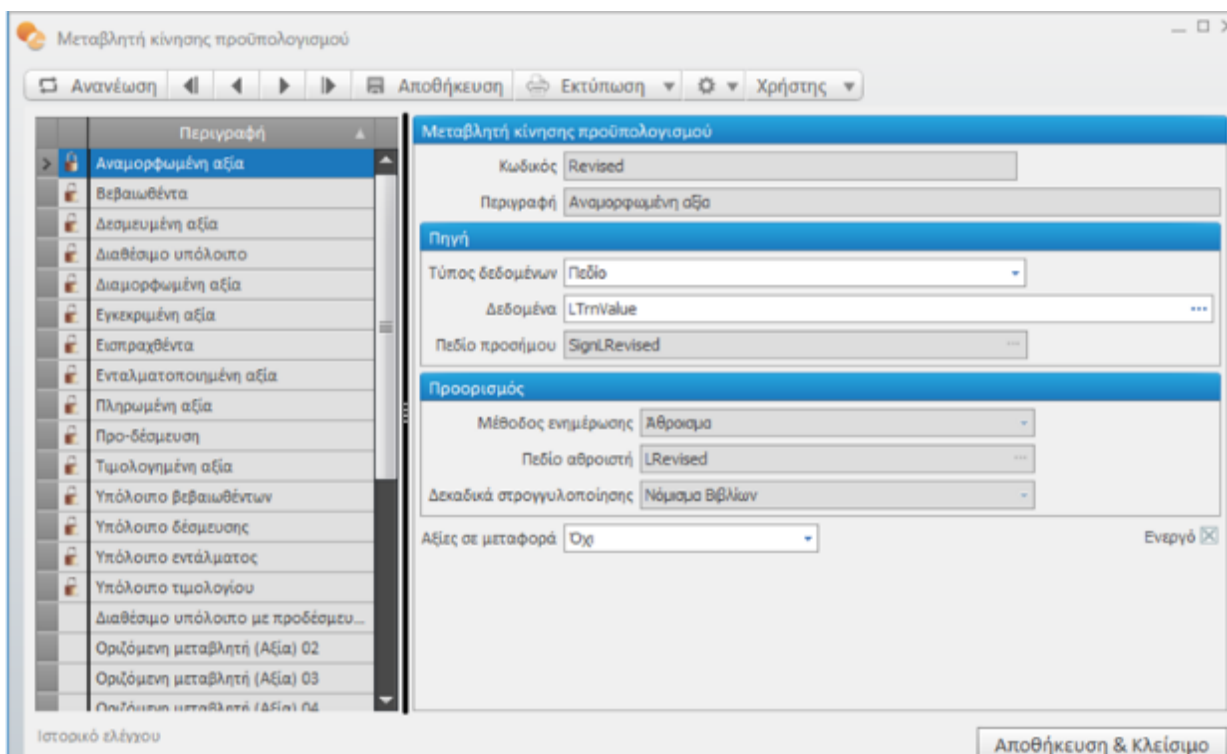 Μεταβλητή κίνησης προϋπολογισμού
Ανανέωση Αποθήκευση Εκτύπωση Χρήστης
Περιγραφή
Αναμορφωμένη αξία
Βεβαιωθέντα
Δεσμευμένη αξία
Διαθέσιμο υπόλοιπο
Διαμορφωμένη αξία
Εγκεκριμένη αξία
Εισπραχθέντα
Ενταλματοποιημένη αξία
Πληρωμένη αξία
Προ-δέσμευση
Τιμολογημένη αξία
Υπόλοιπο βεβαιωθέντων
Υπόλοιπο δέσμευσης
Υπόλοιπο εντάλματος
Υπόλοιπο τιμολογίου
Διαθέσιμο υπόλοιπο με προδέσμευ...
Οριζόμενη μεταβλητή (Αξία) 02
Οριζόμενη μεταβλητή (Αξία) 03
Οριζόμενη μεταβλητή (Αξία) 04
Μεταβλητή κίνησης προϋπολογισμού
Κωδικός Revised
Περιγραφή Αναμορφωμένη αξία
Πηγή
Τύπος δεδομένων Πεδίο
Δεδομένα LTrnValue ...
Πεδίο προσήμου SignLRevised ...
Προορισμός
Μέθοδος ενημέρωσης Άθροισμα
Πεδίο αθροιστή LRevised ...
Δεκαδικά στρογγυλοποίησης Νόμισμα Βιβλίων
Αξίες σε μεταφορά Όχι
Ενεργό
Ιστορικό ελέγχου
Αποθήκευση & Κλείσιμο